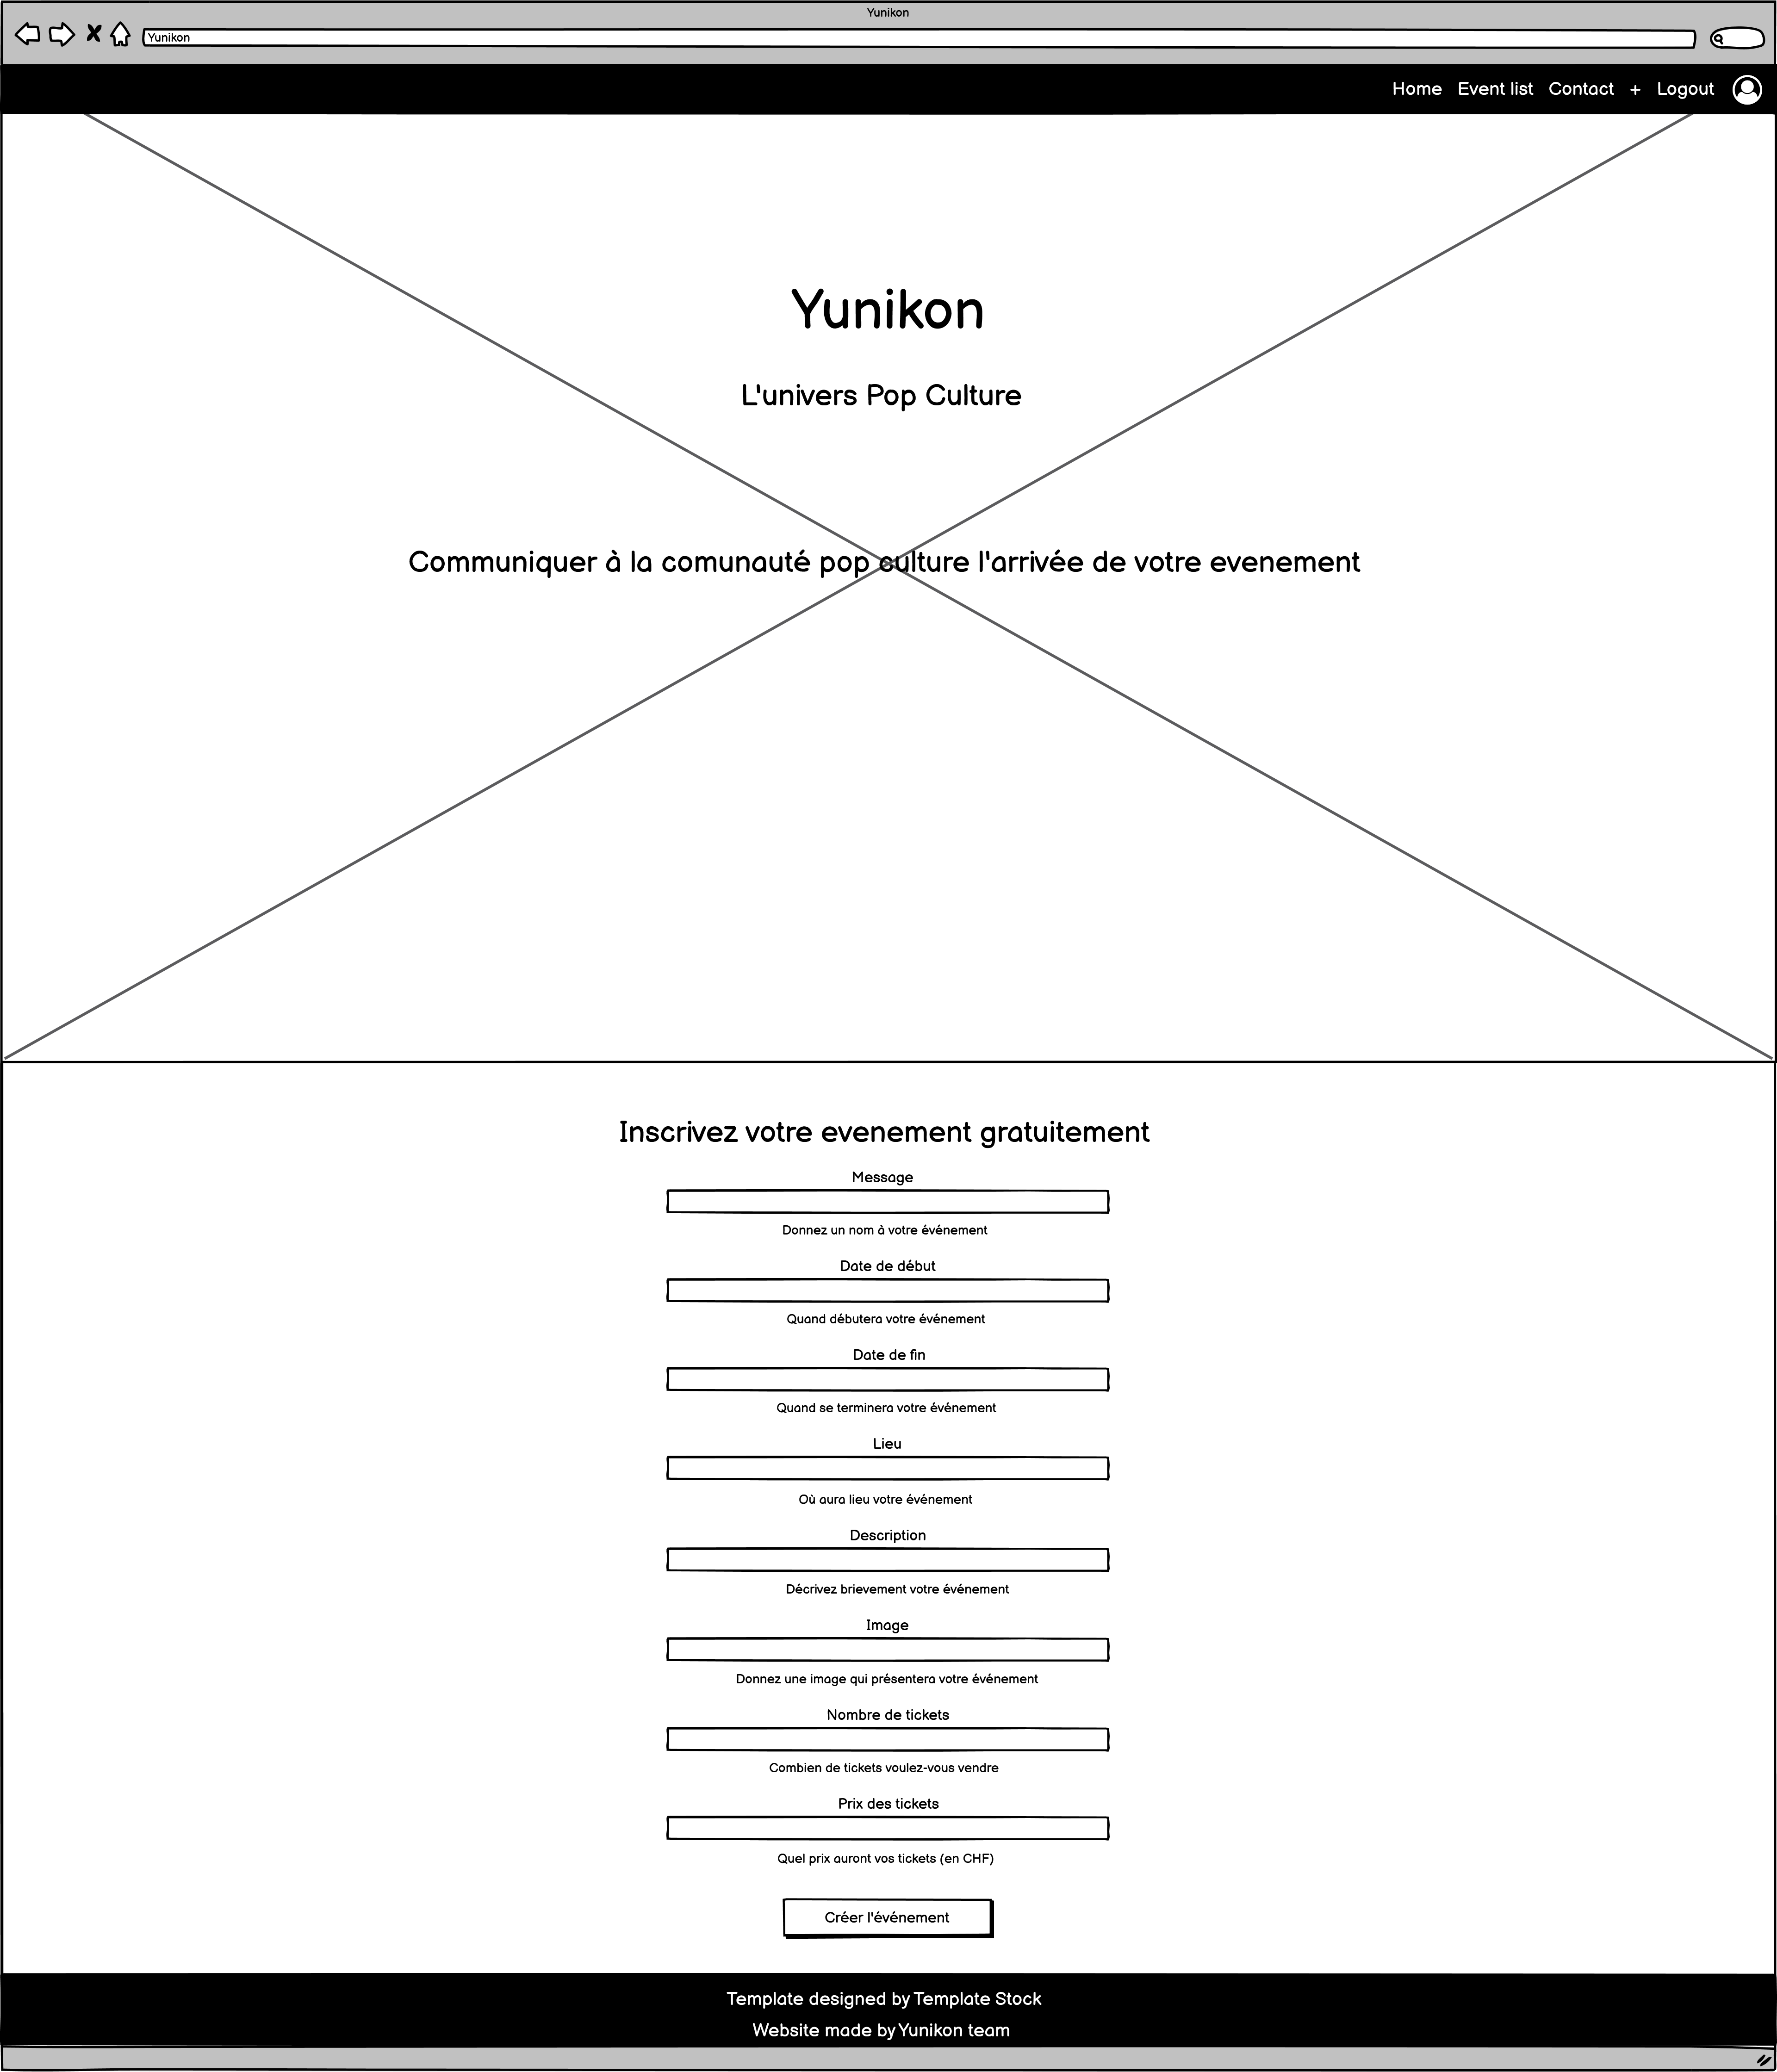 Yunikon
Yunikon
Home Event list Contact + Logout
Yunikon
L'univers Pop Culture
Communiquer à la comunauté pop culture l'arrivée de votre evenement
Inscrivez votre evenement gratuitement
Message
Donnez un nom à votre événement
Date de début
Quand débutera votre événement
Date de fin
Quand se terminera votre événement
Lieu
Où aura lieu votre événement
Description
Décrivez brievement votre événement
Image
Donnez une image qui présentera votre événement
Nombre de tickets
Combien de tickets voulez-vous vendre
Prix des tickets
Quel prix auront vos tickets (en CHF)
Créer l'événement
Template designed by Template Stock
Website made by Yunikon team